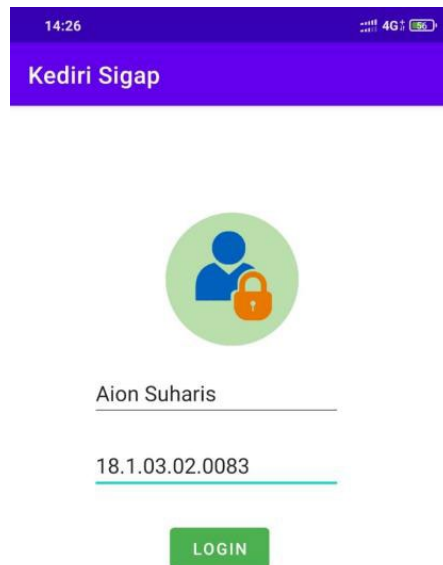 14:26 4G 56
Kediri Sigap
Aion Suharis
18.1.03.02.0083
LOGIN